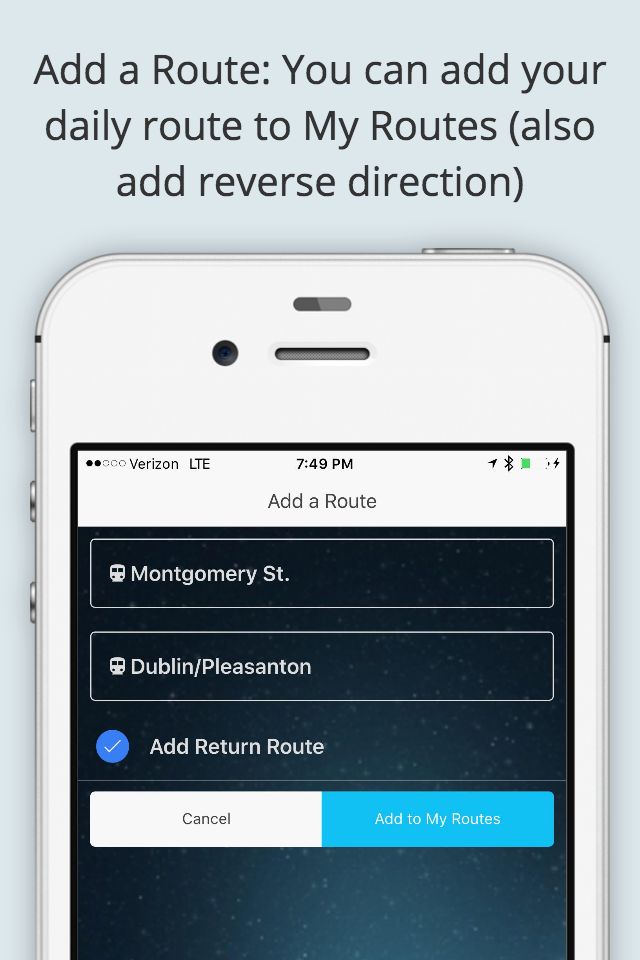 Add a Route: You can add your
daily route to My Routes (also
add reverse direction)
Verizon LTE 7:49 PM
Add a Route
Montgomery St.
Dublin/Pleasanton
Add Return Route
Cancel Add to My Routes